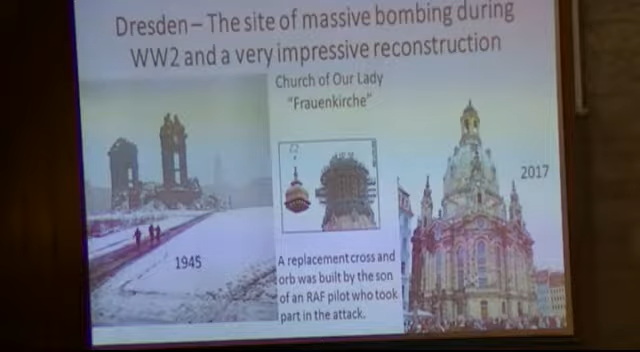 Dresden – The site of massive bombing during
WW2 and a very impressive reconstruction
Church of Our Lady
"Frauenkirche"
2017
1945
A replacement cross and
orb was built by the son
of an RAF pilot who took
part in the attack.